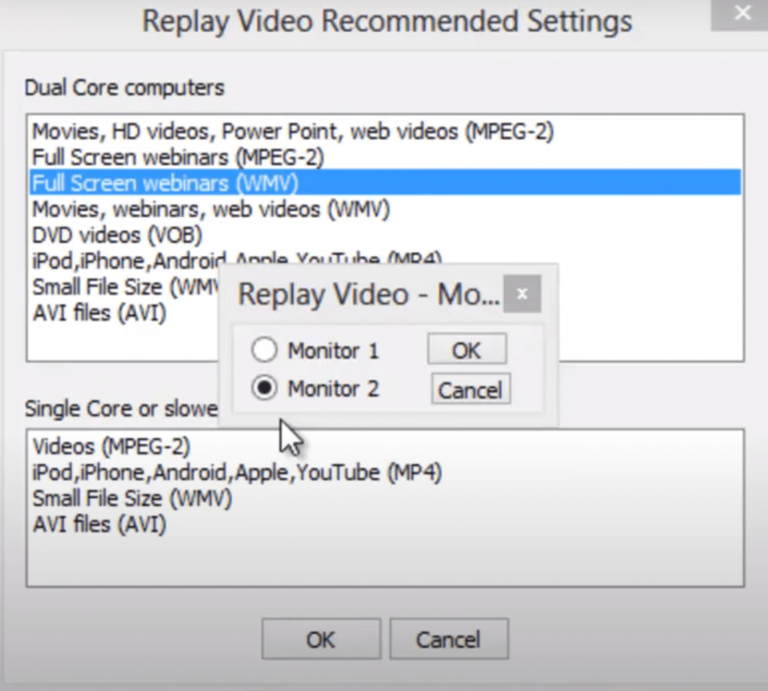 Replay Video Recommended Settings
Dual Core computers
Movies, HD videos, Power Point, web videos (MPEG-2)
Full Screen webinars (MPEG-2)
Full Screen webinars (WMV)
Movies, webinars, web videos (WMV)
DVD videos (VOB)
iPod,iPhone,Android,Apple,YouTube (MP4)
Small File Size (WMV
AVI files (AVI)
Replay Video - Mo...
Monitor 1
OK
Monitor 2
Cancel
Single Core or slowe
Videos (MPEG-2)
iPod,iPhone,Android,Apple,YouTube (MP4)
Small File Size (WMV)
AVI files (AVI)
OK
Cancel